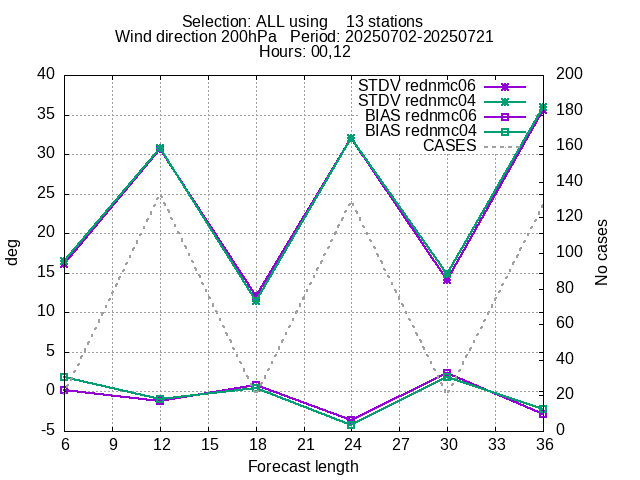 Selection: ALL using 13 stations
Wind direction 200hPa Period: 20250702-20250721
Hours: 00,12
STDV rednmc06
STDV rednmc04
BIAS rednmc06
BIAS rednmc04
CASES
40
35
30
25
20
15
10
5
0
-5
deg
200
180
160
140
120
100
80
60
40
20
0
No cases
6 9 12 15 18 21 24 27 30 33 36
Forecast length